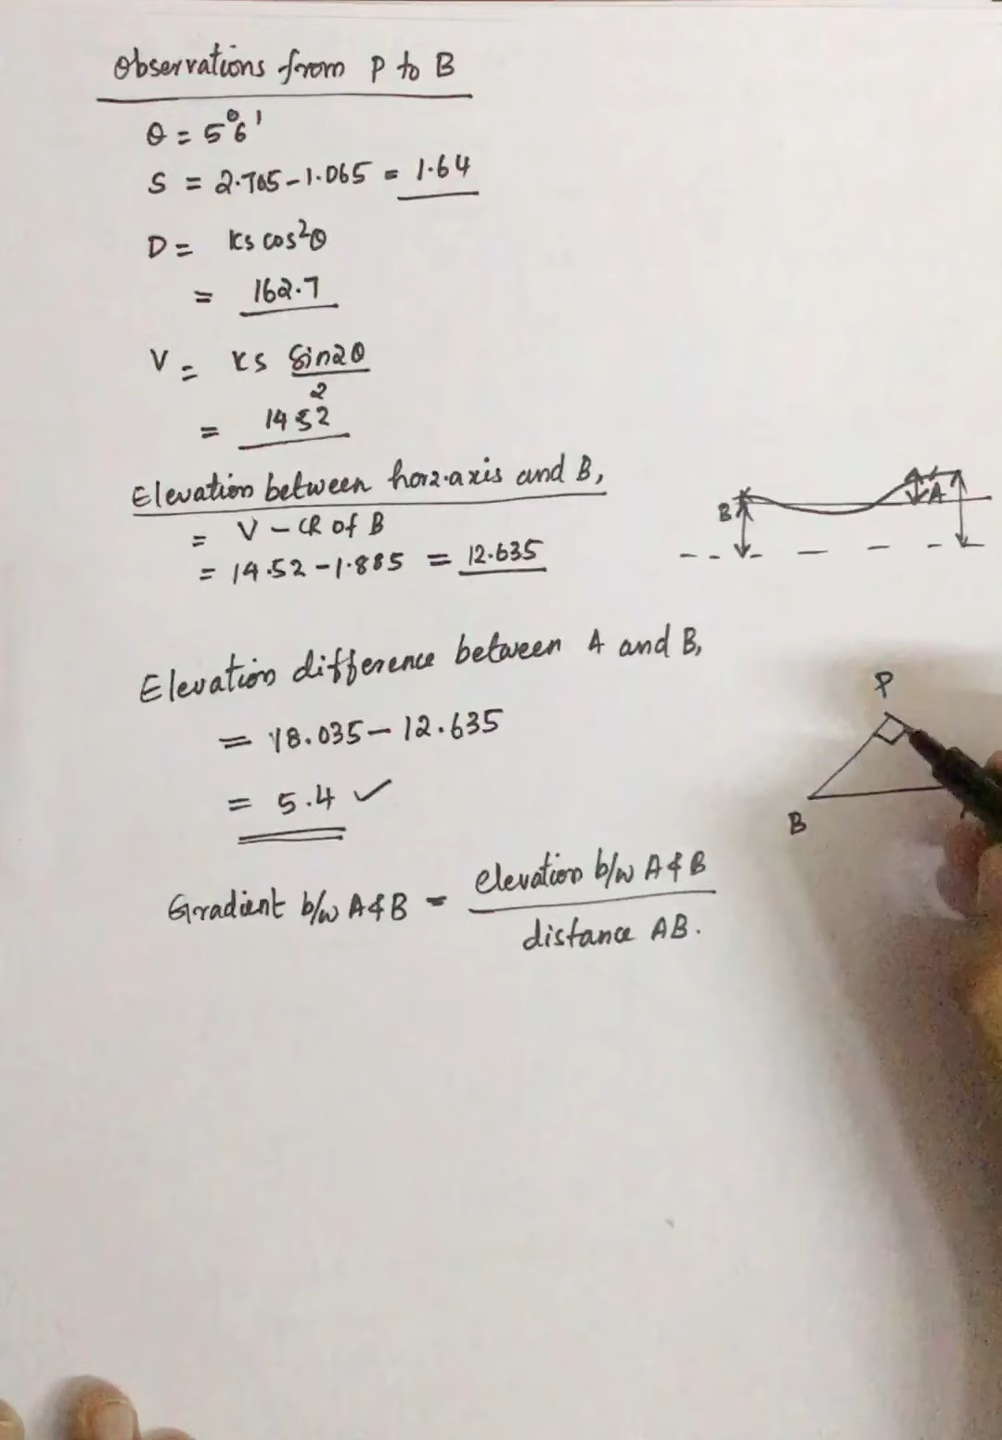 Observations from P to B
θ = 5°6'
S = 2.705-1.065 = 1.64
D = ks cos²θ
= 162.7
V = ks sin2θ
2
= 14 52
Elevation between horz.axis and B,
= V - CR of B
= 14.52-1.885 = 12.635
B
A
Elevation difference between A and B,
= 18.035-12.635
= 5.4 ✓
P
B
Gradient b/w A & B = elevation b/w A & B
distance AB.